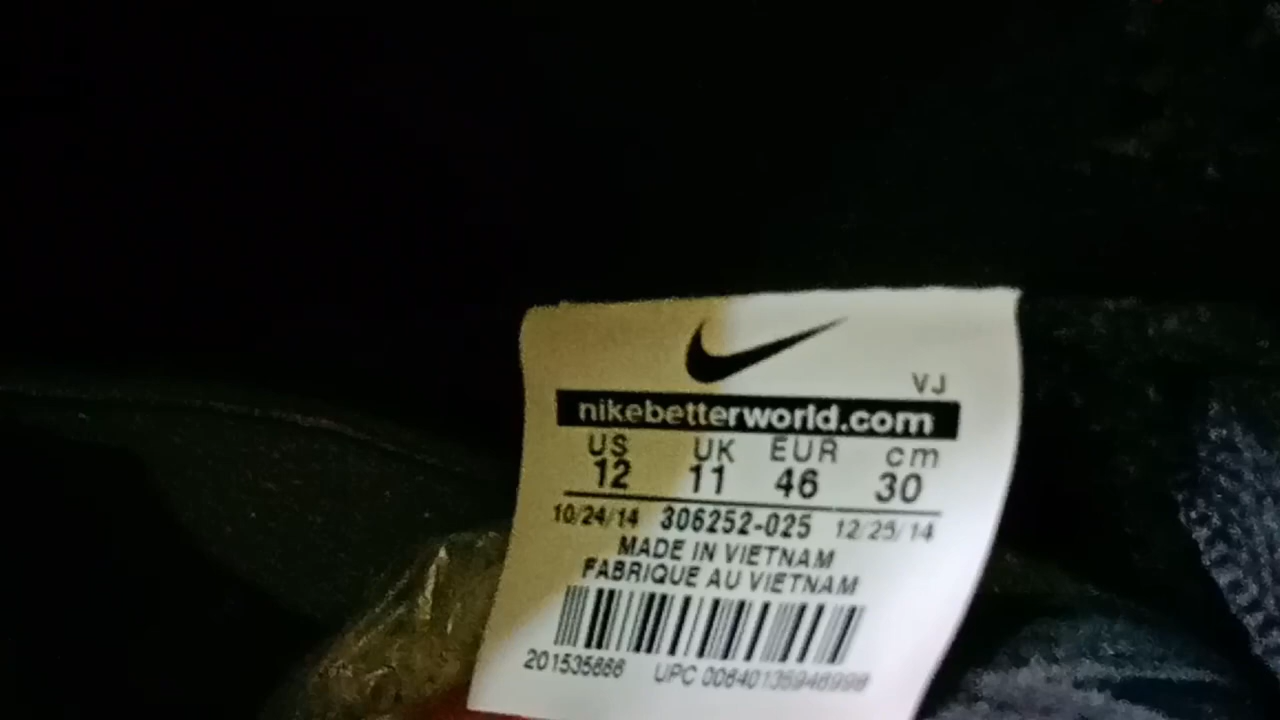 VJ
nikebetterworld.com
US UK EUR cm
12 11 46 30
10/24/14 306252-025 12/25/14
MADE IN VIETNAM
FABRIQUE AU VIETNAM
UPC